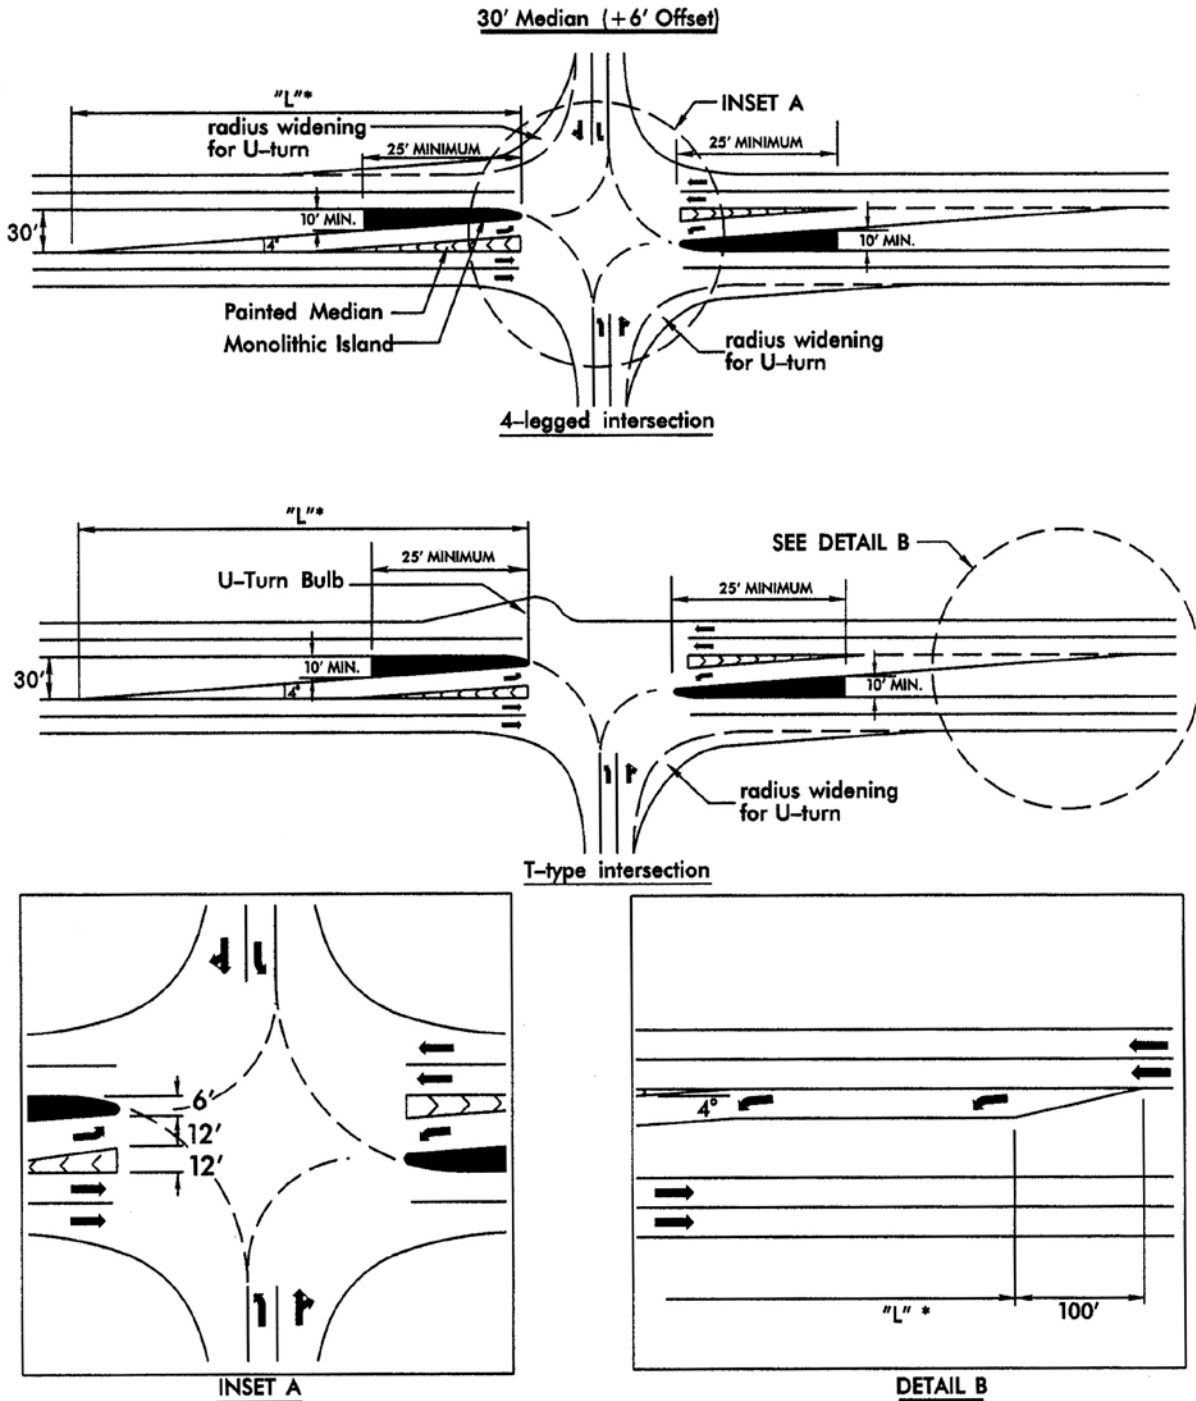 30' Median (+6' Offset)
"L"*
INSET A
radius widening
for U-turn
25' MINIMUM
25' MINIMUM
30'
10' MIN.
4°
10' MIN.
Painted Median
Monolithic Island
radius widening
for U-turn
4-legged intersection
"L"*
SEE DETAIL B
25' MINIMUM
U-Turn Bulb
25' MINIMUM
30'
10' MIN.
4°
10' MIN.
radius widening
for U-turn
T-type intersection
6'
12'
12'
INSET A
4°
"L" *
100'
DETAIL B